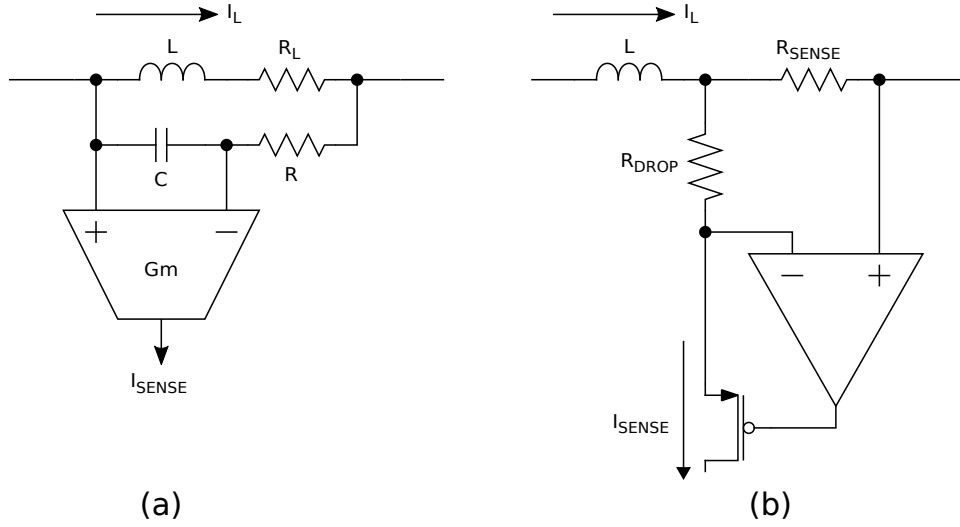 I_L
L
R_L
C
R
+
−
Gm
I_SENSE
(a)
I_L
L
R_SENSE
R_DROP
−
+
I_SENSE
(b)